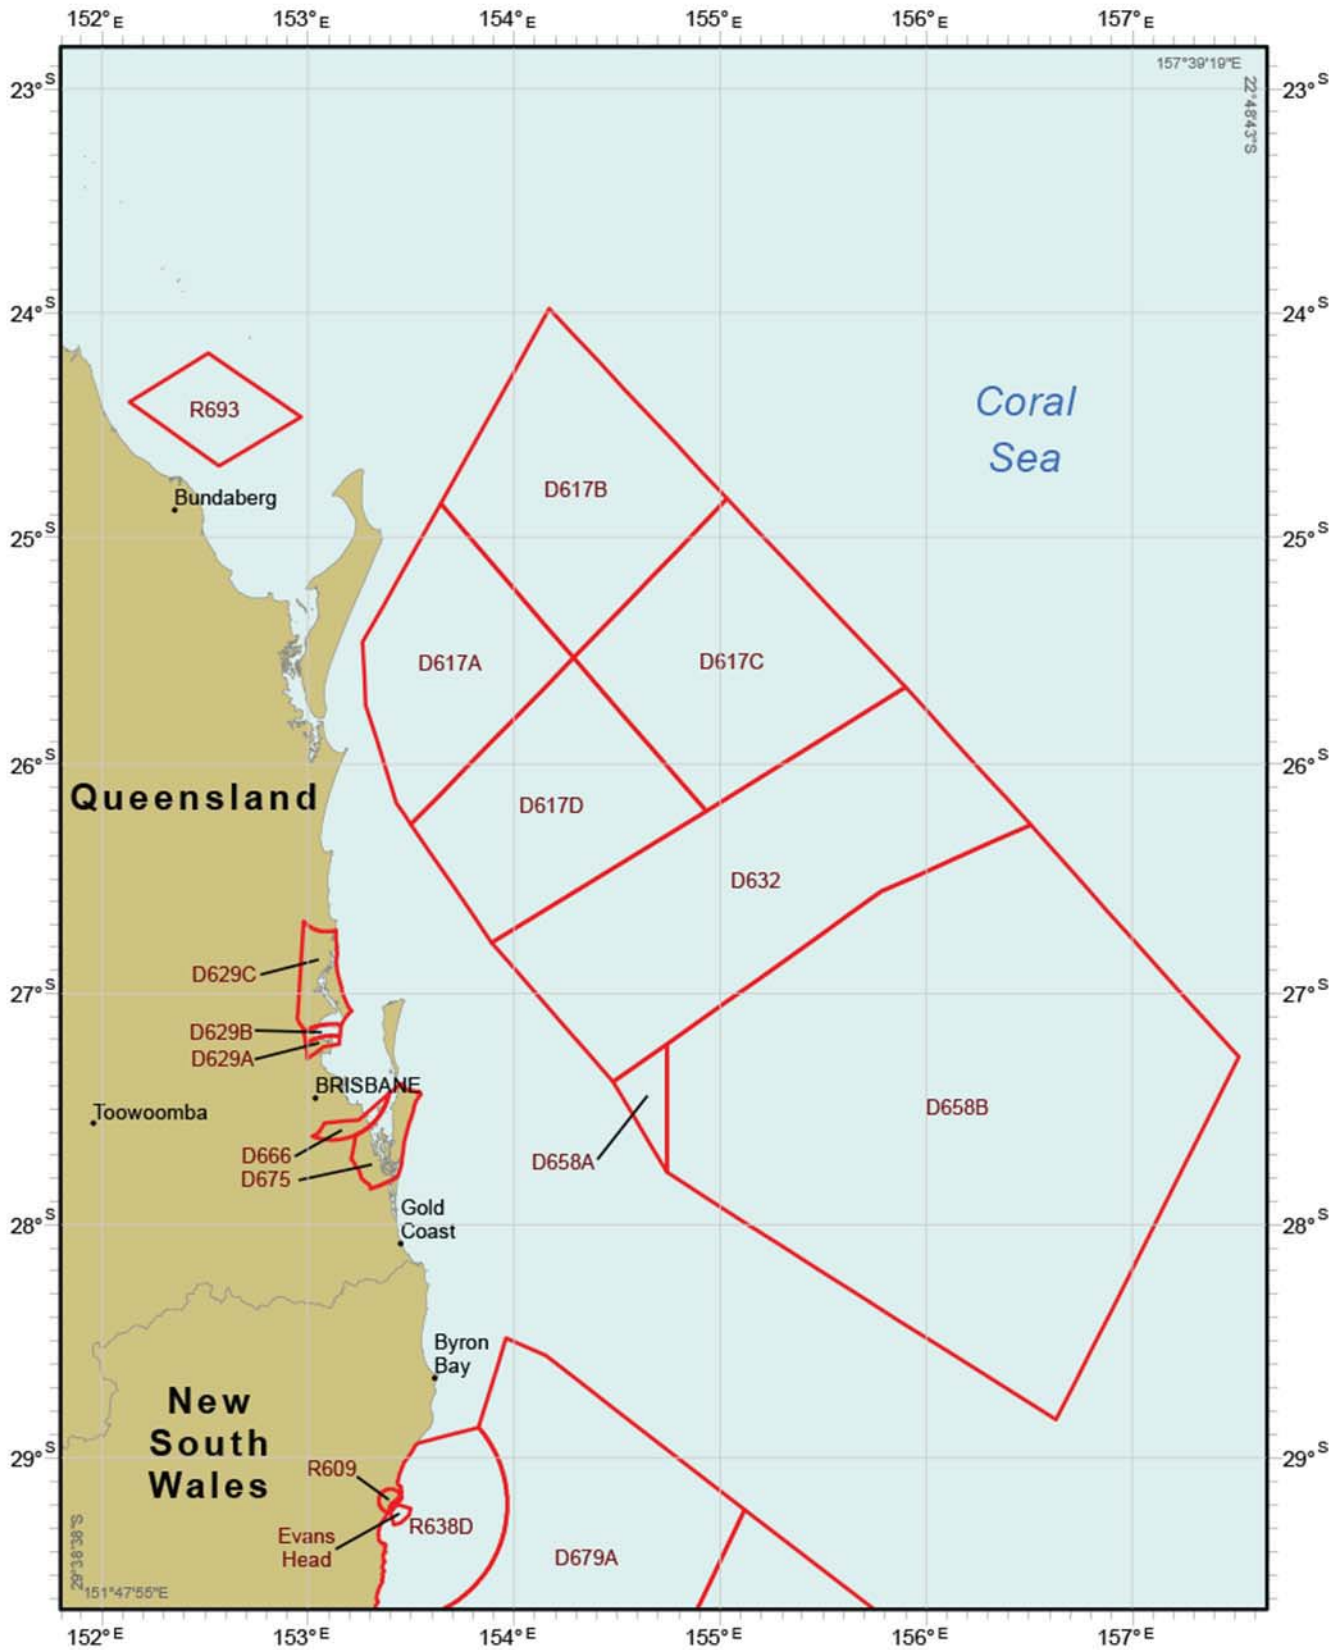 152°E 153°E 154°E 155°E 156°E 157°E
157°39'19"E
22°48'43"S
23°S 23°S
24°S 24°S
Coral
Sea
R693
D617B
Bundaberg
25°S 25°S
D617A D617C
26°S 26°S
Queensland
D617D
D632
D629C
27°S 27°S
D629B
D629A
BRISBANE
Toowoomba
D658B
D666
D658A
D675
Gold
Coast
28°S 28°S
Byron
Bay
New
South
Wales
29°S 29°S
R609
R638D
Evans
Head
D679A
29°38'38"S
151°47'55"E
152°E 153°E 154°E 155°E 156°E 157°E